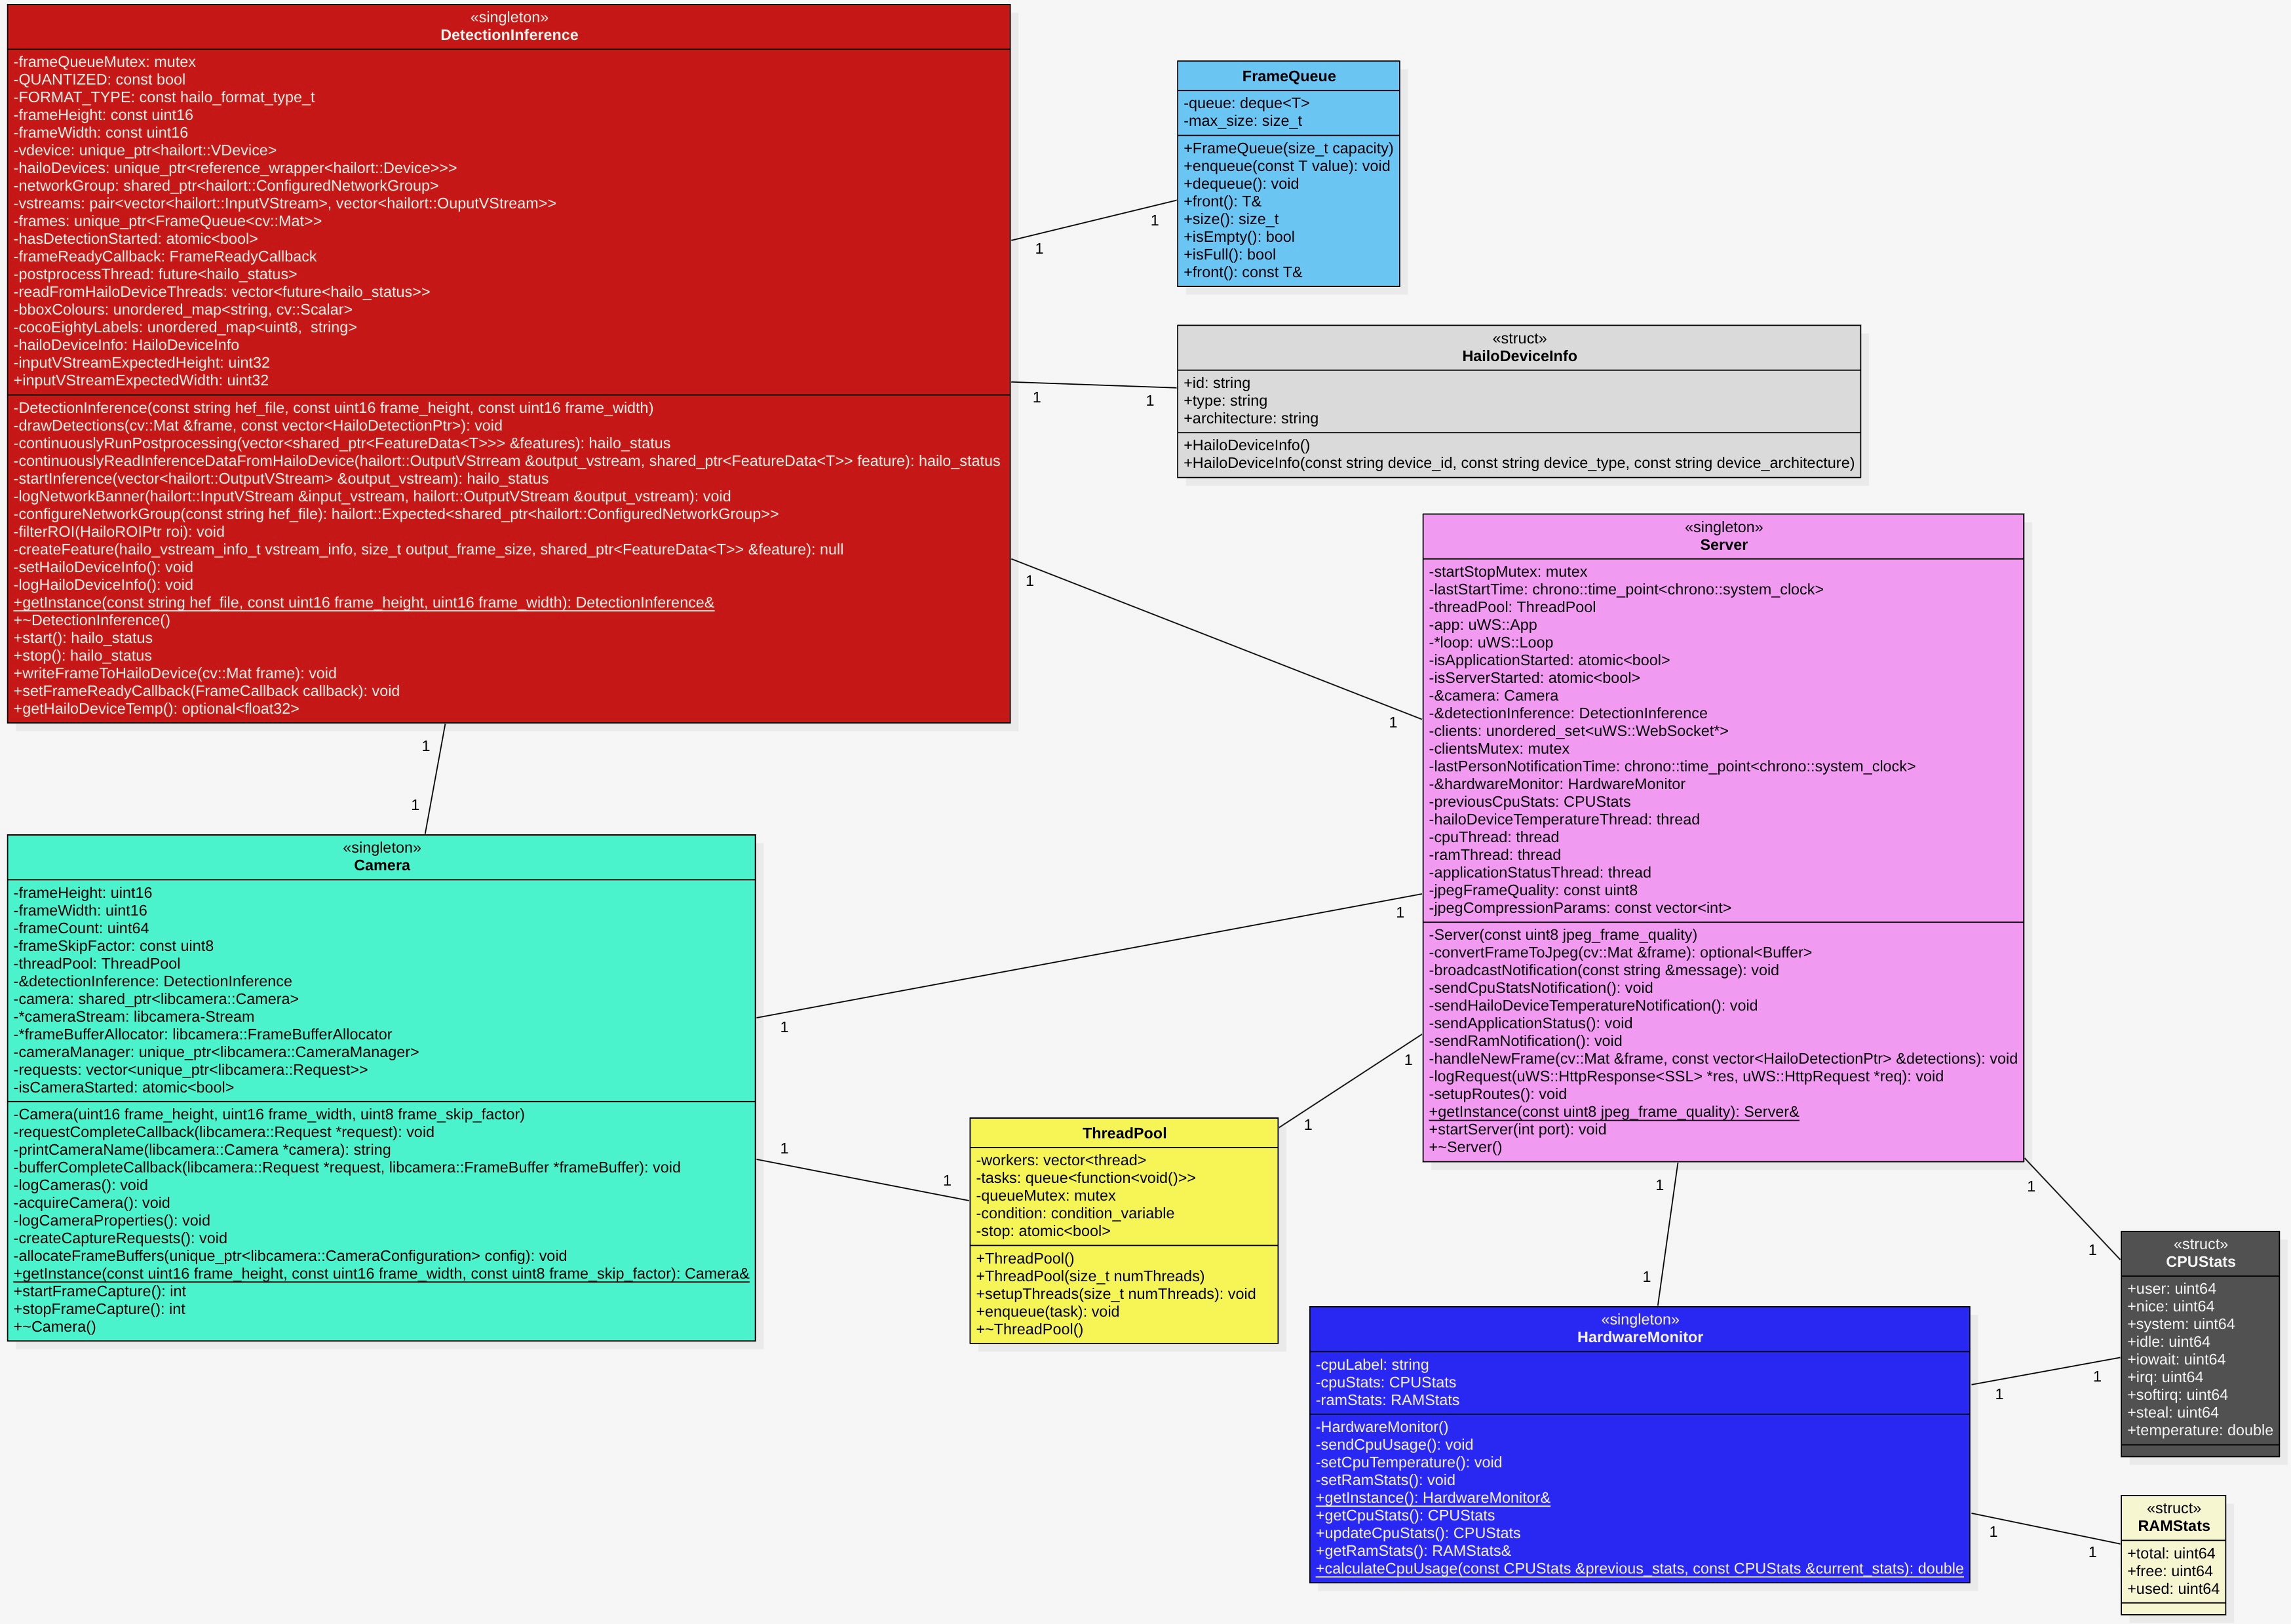 «singleton»
DetectionInference
-frameQueueMutex: mutex
-QUANTIZED: const bool
-FORMAT_TYPE: const hailo_format_type_t
-frameHeight: const uint16
-frameWidth: const uint16
-vdevice: unique_ptr<hailort::VDevice>
-hailoDevices: unique_ptr<reference_wrapper<hailort::Device>>>
-networkGroup: shared_ptr<hailort::ConfiguredNetworkGroup>
-vstreams: pair<vector<hailort::InputVStream>, vector<hailort::OuputVStream>>
-frames: unique_ptr<FrameQueue<cv::Mat>>
-hasDetectionStarted: atomic<bool>
-frameReadyCallback: FrameReadyCallback
-postprocessThread: future<hailo_status>
-readFromHailoDeviceThreads: vector<future<hailo_status>>
-bboxColours: unordered_map<string, cv::Scalar>
-cocoEightyLabels: unordered_map<uint8,  string>
-hailoDeviceInfo: HailoDeviceInfo
-inputVStreamExpectedHeight: uint32
+inputVStreamExpectedWidth: uint32
-DetectionInference(const string hef_file, const uint16 frame_height, const uint16 frame_width)
-drawDetections(cv::Mat &frame, const vector<HailoDetectionPtr>): void
-continuouslyRunPostprocessing(vector<shared_ptr<FeatureData<T>>> &features): hailo_status
-continuouslyReadInferenceDataFromHailoDevice(hailort::OutputVStrream &output_vstream, shared_ptr<FeatureData<T>> feature): hailo_status
-startInference(vector<hailort::OutputVStream> &output_vstream): hailo_status
-logNetworkBanner(hailort::InputVStream &input_vstream, hailort::OutputVStream &output_vstream): void
-configureNetworkGroup(const string hef_file): hailort::Expected<shared_ptr<hailort::ConfiguredNetworkGroup>>
-filterROI(HailoROIPtr roi): void
-createFeature(hailo_vstream_info_t vstream_info, size_t output_frame_size, shared_ptr<FeatureData<T>> &feature): null
-setHailoDeviceInfo(): void
-logHailoDeviceInfo(): void
+getInstance(const string hef_file, const uint16 frame_height, uint16 frame_width): DetectionInference&
+~DetectionInference()
+start(): hailo_status
+stop(): hailo_status
+writeFrameToHailoDevice(cv::Mat frame): void
+setFrameReadyCallback(FrameCallback callback): void
+getHailoDeviceTemp(): optional<float32>
1
1
FrameQueue
-queue: deque<T>
-max_size: size_t
+FrameQueue(size_t capacity)
+enqueue(const T value): void
+dequeue(): void
+front(): T&
+size(): size_t
+isEmpty(): bool
+isFull(): bool
+front(): const T&
1
1
«struct»
HailoDeviceInfo
+id: string
+type: string
+architecture: string
+HailoDeviceInfo()
+HailoDeviceInfo(const string device_id, const string device_type, const string device_architecture)
1
1
«singleton»
Server
-startStopMutex: mutex
-lastStartTime: chrono::time_point<chrono::system_clock>
-threadPool: ThreadPool
-app: uWS::App
-*loop: uWS::Loop
-isApplicationStarted: atomic<bool>
-isServerStarted: atomic<bool>
-&camera: Camera
-&detectionInference: DetectionInference
-clients: unordered_set<uWS::WebSocket*>
-clientsMutex: mutex
-lastPersonNotificationTime: chrono::time_point<chrono::system_clock>
-&hardwareMonitor: HardwareMonitor
-previousCpuStats: CPUStats
-hailoDeviceTemperatureThread: thread
-cpuThread: thread
-ramThread: thread
-applicationStatusThread: thread
-jpegFrameQuality: const uint8
-jpegCompressionParams: const vector<int>
-Server(const uint8 jpeg_frame_quality)
-convertFrameToJpeg(cv::Mat &frame): optional<Buffer>
-broadcastNotification(const string &message): void
-sendCpuStatsNotification(): void
-sendHailoDeviceTemperatureNotification(): void
-sendApplicationStatus(): void
-sendRamNotification(): void
-handleNewFrame(cv::Mat &frame, const vector<HailoDetectionPtr> &detections): void
-logRequest(uWS::HttpResponse<SSL> *res, uWS::HttpRequest *req): void
-setupRoutes(): void
+getInstance(const uint8 jpeg_frame_quality): Server&
+startServer(int port): void
+~Server()
1
1
«singleton»
Camera
-frameHeight: uint16
-frameWidth: uint16
-frameCount: uint64
-frameSkipFactor: const uint8
-threadPool: ThreadPool
-&detectionInference: DetectionInference
-camera: shared_ptr<libcamera::Camera>
-*cameraStream: libcamera-Stream
-*frameBufferAllocator: libcamera::FrameBufferAllocator
-cameraManager: unique_ptr<libcamera::CameraManager>
-requests: vector<unique_ptr<libcamera::Request>>
-isCameraStarted: atomic<bool>
-Camera(uint16 frame_height, uint16 frame_width, uint8 frame_skip_factor)
-requestCompleteCallback(libcamera::Request *request): void
-printCameraName(libcamera::Camera *camera): string
-bufferCompleteCallback(libcamera::Request *request, libcamera::FrameBuffer *frameBuffer): void
-logCameras(): void
-acquireCamera(): void
-logCameraProperties(): void
-createCaptureRequests(): void
-allocateFrameBuffers(unique_ptr<libcamera::CameraConfiguration> config): void
+getInstance(const uint16 frame_height, const uint16 frame_width, const uint8 frame_skip_factor): Camera&
+startFrameCapture(): int
+stopFrameCapture(): int
+~Camera()
1
1
1
1
ThreadPool
-workers: vector<thread>
-tasks: queue<function<void()>>
-queueMutex: mutex
-condition: condition_variable
-stop: atomic<bool>
+ThreadPool()
+ThreadPool(size_t numThreads)
+setupThreads(size_t numThreads): void
+enqueue(task): void
+~ThreadPool()
1
1
1
1
«singleton»
HardwareMonitor
-cpuLabel: string
-cpuStats: CPUStats
-ramStats: RAMStats
-HardwareMonitor()
-sendCpuUsage(): void
-setCpuTemperature(): void
-setRamStats(): void
+getInstance(): HardwareMonitor&
+getCpuStats(): CPUStats
+updateCpuStats(): CPUStats
+getRamStats(): RAMStats&
+calculateCpuUsage(const CPUStats &previous_stats, const CPUStats &current_stats): double
1
1
«struct»
CPUStats
+user: uint64
+nice: uint64
+system: uint64
+idle: uint64
+iowait: uint64
+irq: uint64
+softirq: uint64
+steal: uint64
+temperature: double
1
1
1
1
«struct»
RAMStats
+total: uint64
+free: uint64
+used: uint64